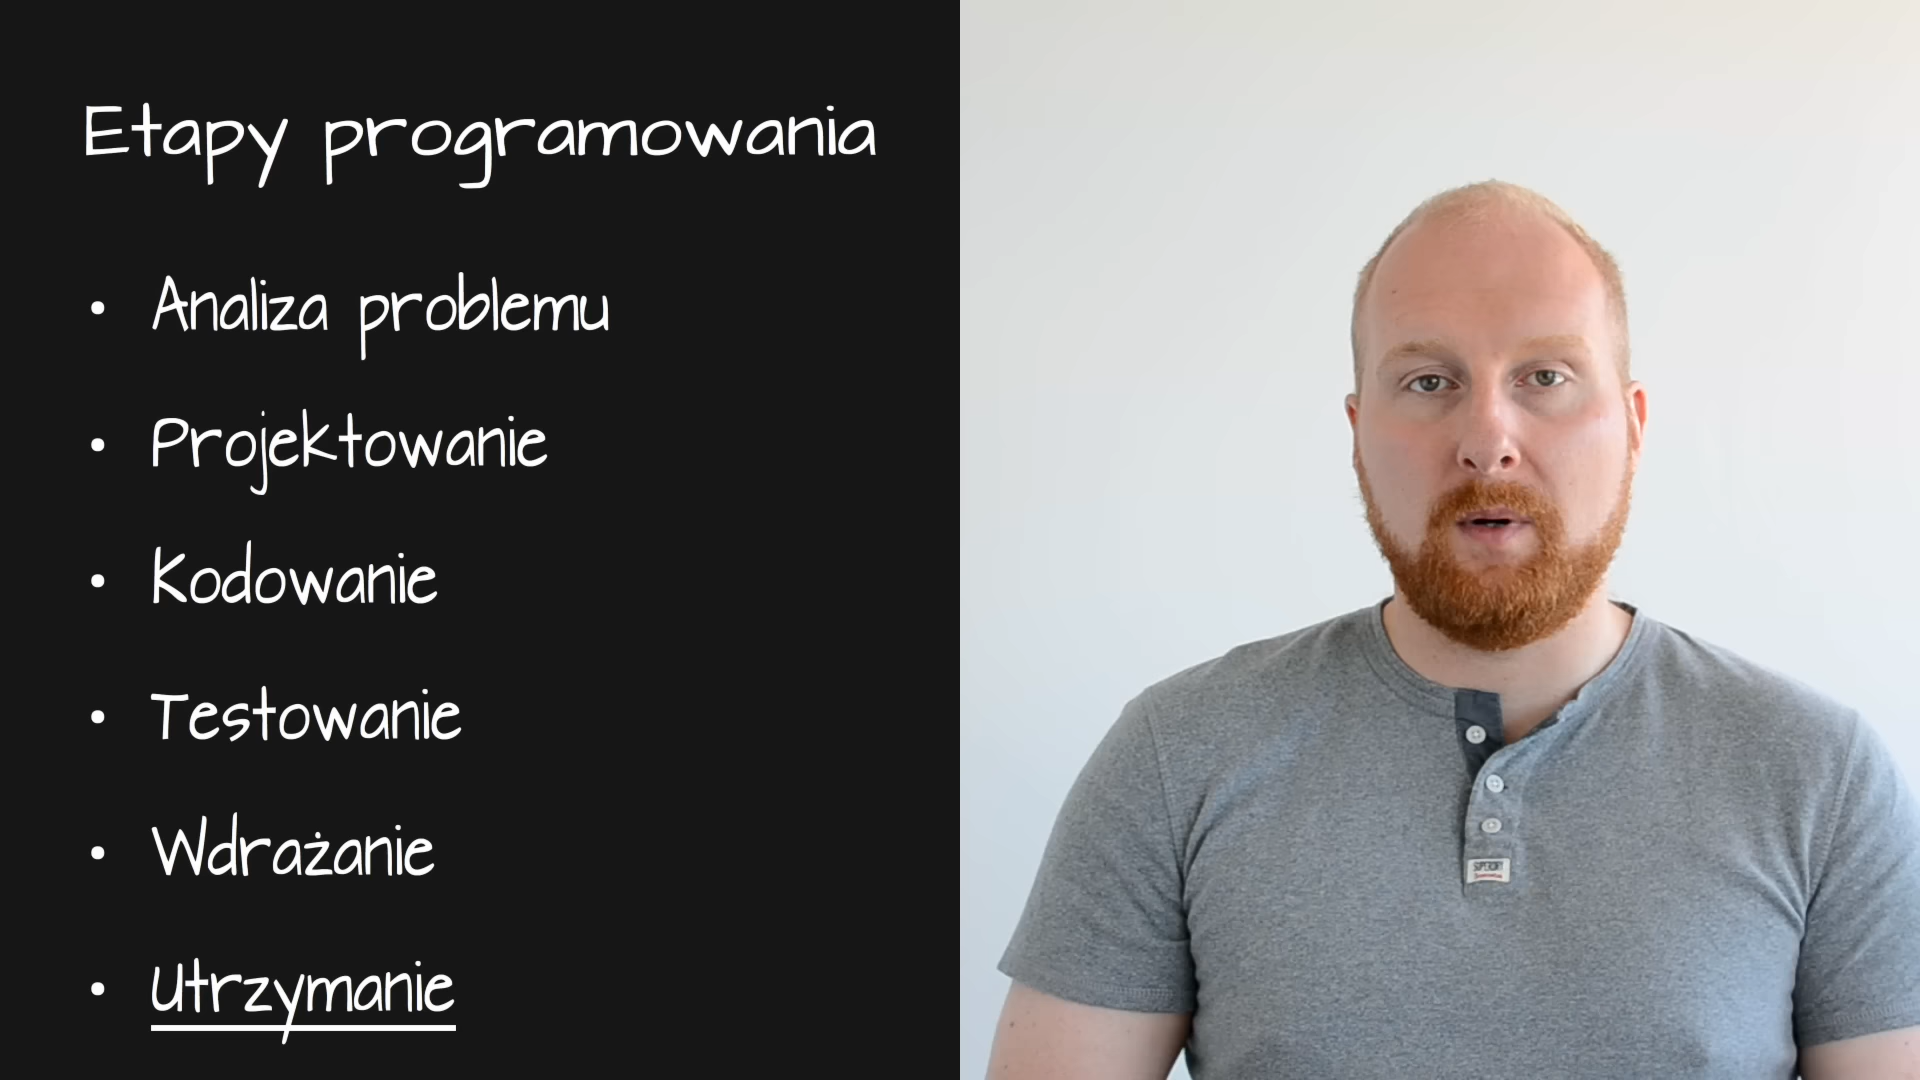 Etapy programowania
• Analiza problemu
• Projektowanie
• Kodowanie
• Testowanie
• Wdrażanie
• Utrzymanie